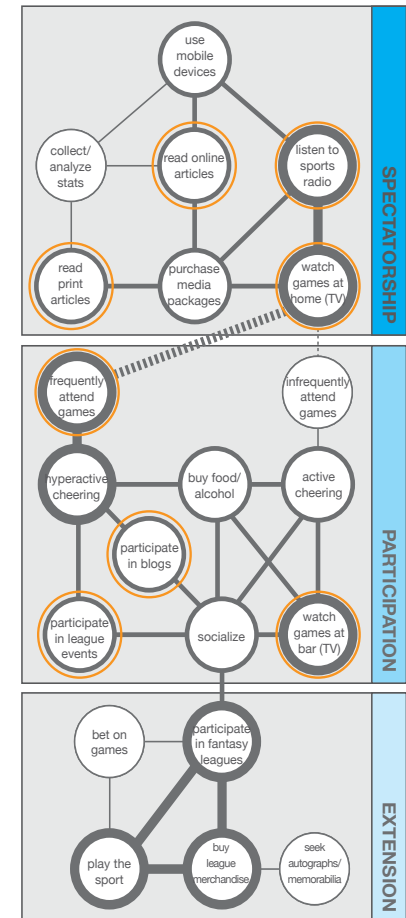 use
mobile
devices
collect/
analyze
stats
read online
articles
listen to
sports
radio
read
print
articles
purchase
media
packages
watch
games at
home (TV)
SPECTATORSHIP
frequently
attend
games
infrequently
attend
games
hyperactive
cheering
buy food/
alcohol
active
cheering
participate
in blogs
participate
in league
events
socialize
watch
games at
bar (TV)
PARTICIPATION
bet on
games
participate
in fantasy
leagues
play the
sport
buy
league
merchandise
seek
autographs/
memorabilia
EXTENSION